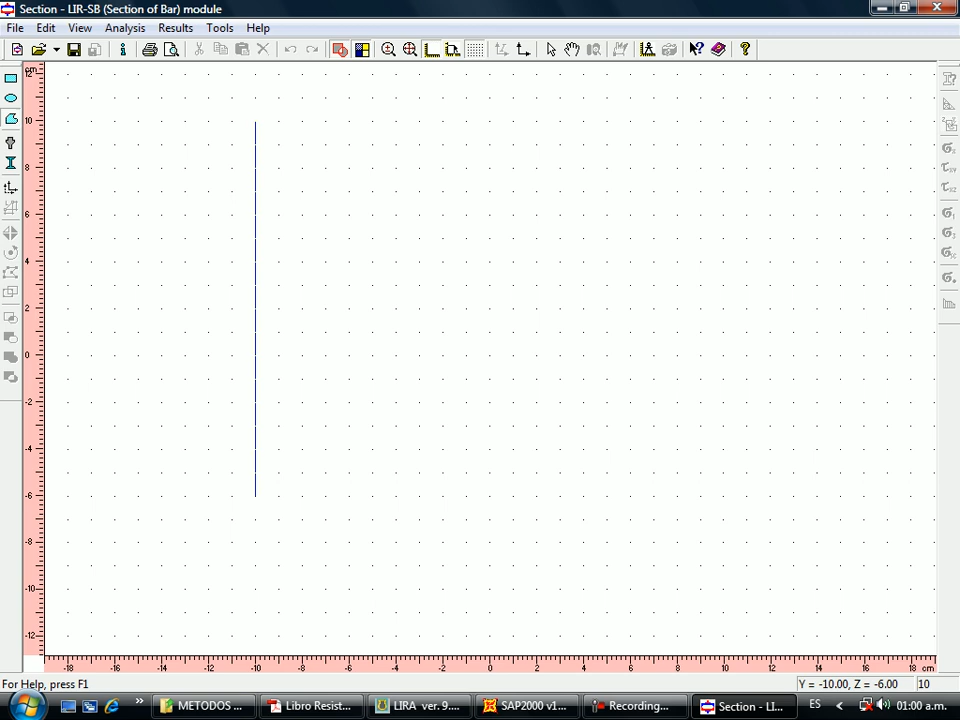 Section - LIR-SB (Section of Bar) module
File Edit View Analysis Results Tools Help
cm
12
10
8
6
4
2
0
-2
-4
-6
-8
-10
-12
-18 -16 -14 -12 -10 -8 -6 -4 -2 0 2 4 6 8 10 12 14 16 18 cm
For Help, press F1
Y = -10.00, Z = -6.00
10
METODOS ...
Libro Resist...
LIRA ver. 9....
SAP2000 v1...
Recording...
Section - LI...
ES
01:00 a.m.